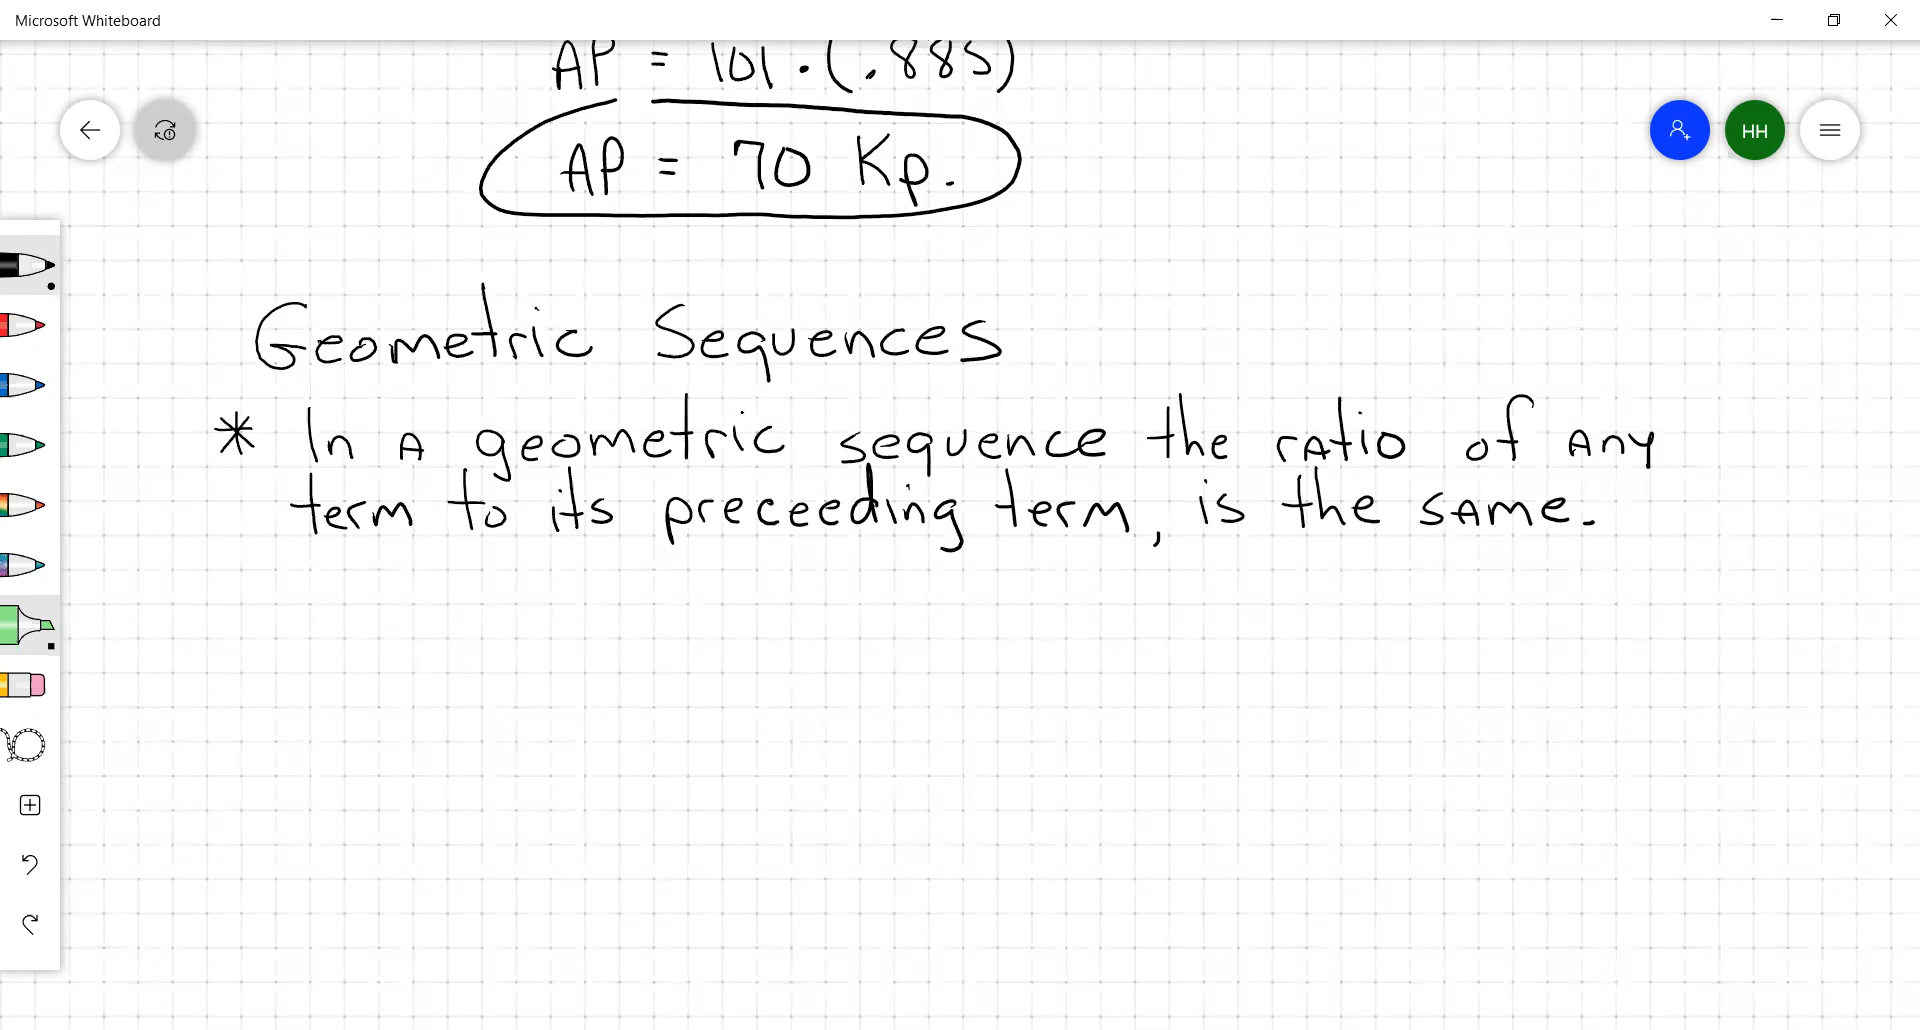 Microsoft Whiteboard
AP = 101 . (.885)
AP = 70 Kp.
HH
Geometric Sequences
* In a geometric sequence the ratio of any
term to its preceeding term, is the same.